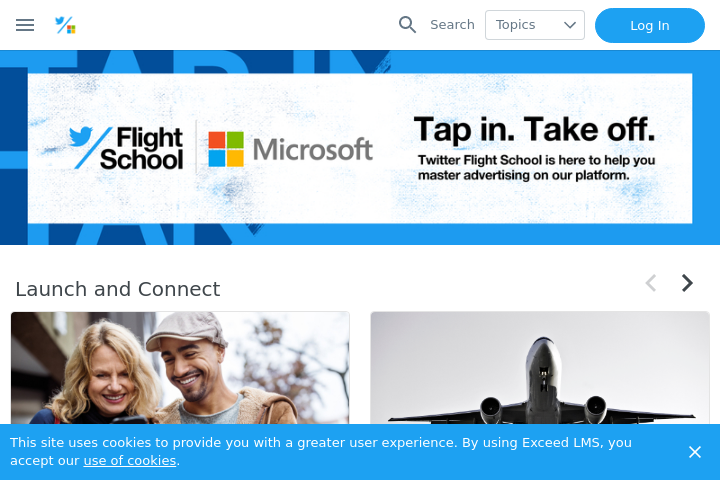 Search
Topics
Log In
Flight
School
Microsoft
Tap in. Take off.
Twitter Flight School is here to help you
master advertising on our platform.
Launch and Connect
This site uses cookies to provide you with a greater user experience. By using Exceed LMS, you
accept our use of cookies.